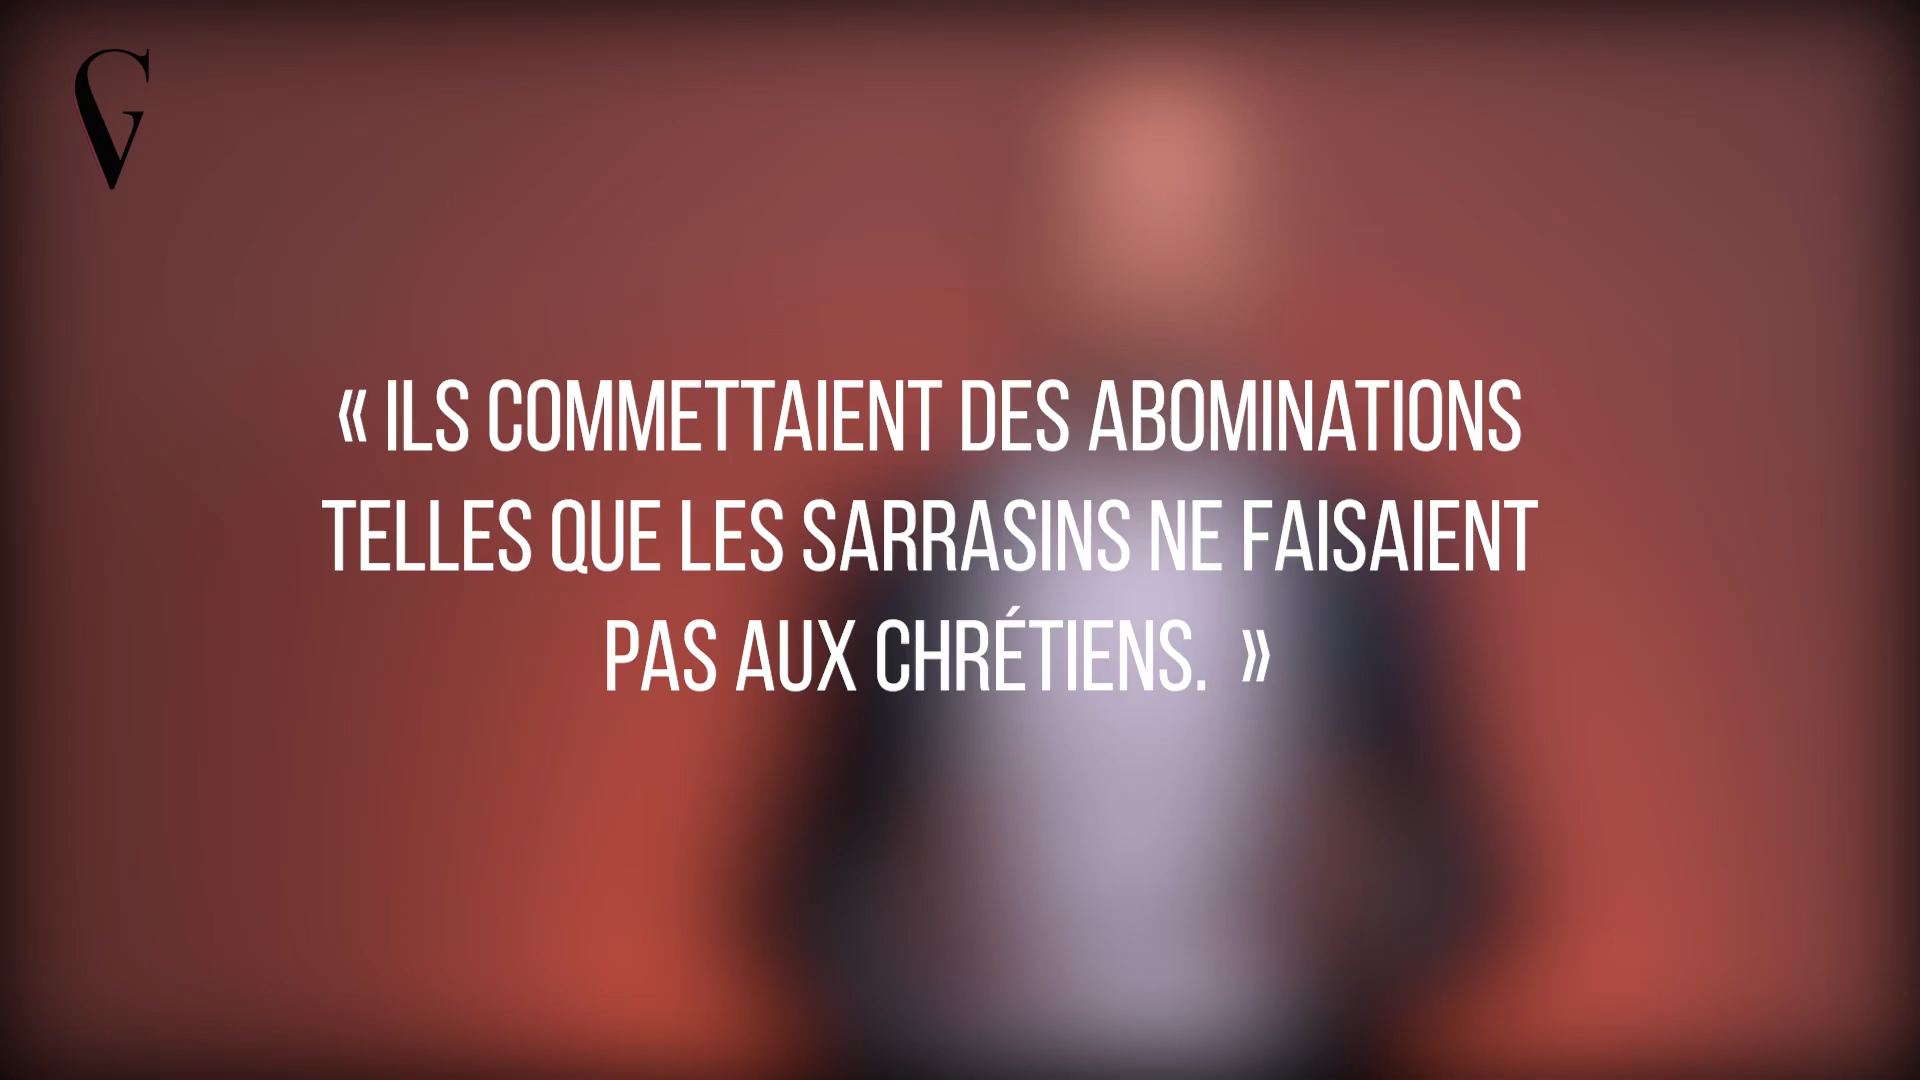 « ILS COMMETTAIENT DES ABOMINATIONS
TELLES QUE LES SARRASINS NE FAISAIENT
PAS AUX CHRÉTIENS. »